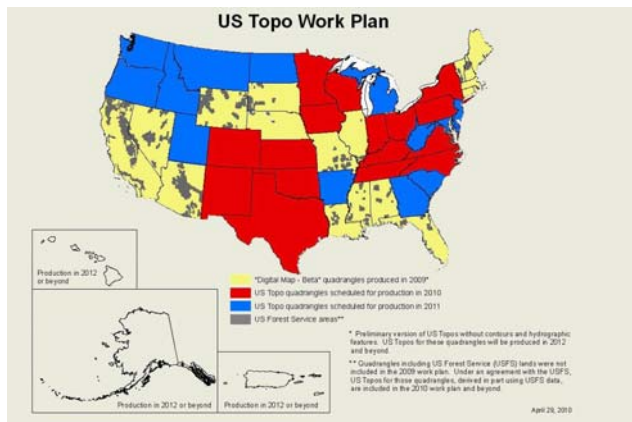 US Topo Work Plan
Production in 2012
or beyond
"Digital Map - Beta" quadrangles produced in 2009*
US Topo quadrangles scheduled for production in 2010
US Topo quadrangles scheduled for production in 2011
US Forest Service areas**
* Preliminary version of US Topos without contours and hydrographic
features. US Topos for these quadrangles will be produced in 2012
and beyond.
** Quadrangles including US Forest Service (USFS) lands were not
included in the 2009 work plan. Under an agreement with the USFS,
US Topos for those quadrangles, derived in part using USFS data,
are included in the 2010 work plan and beyond.
Production in 2012 or beyond
Production in 2012 or beyond
April 28, 2010